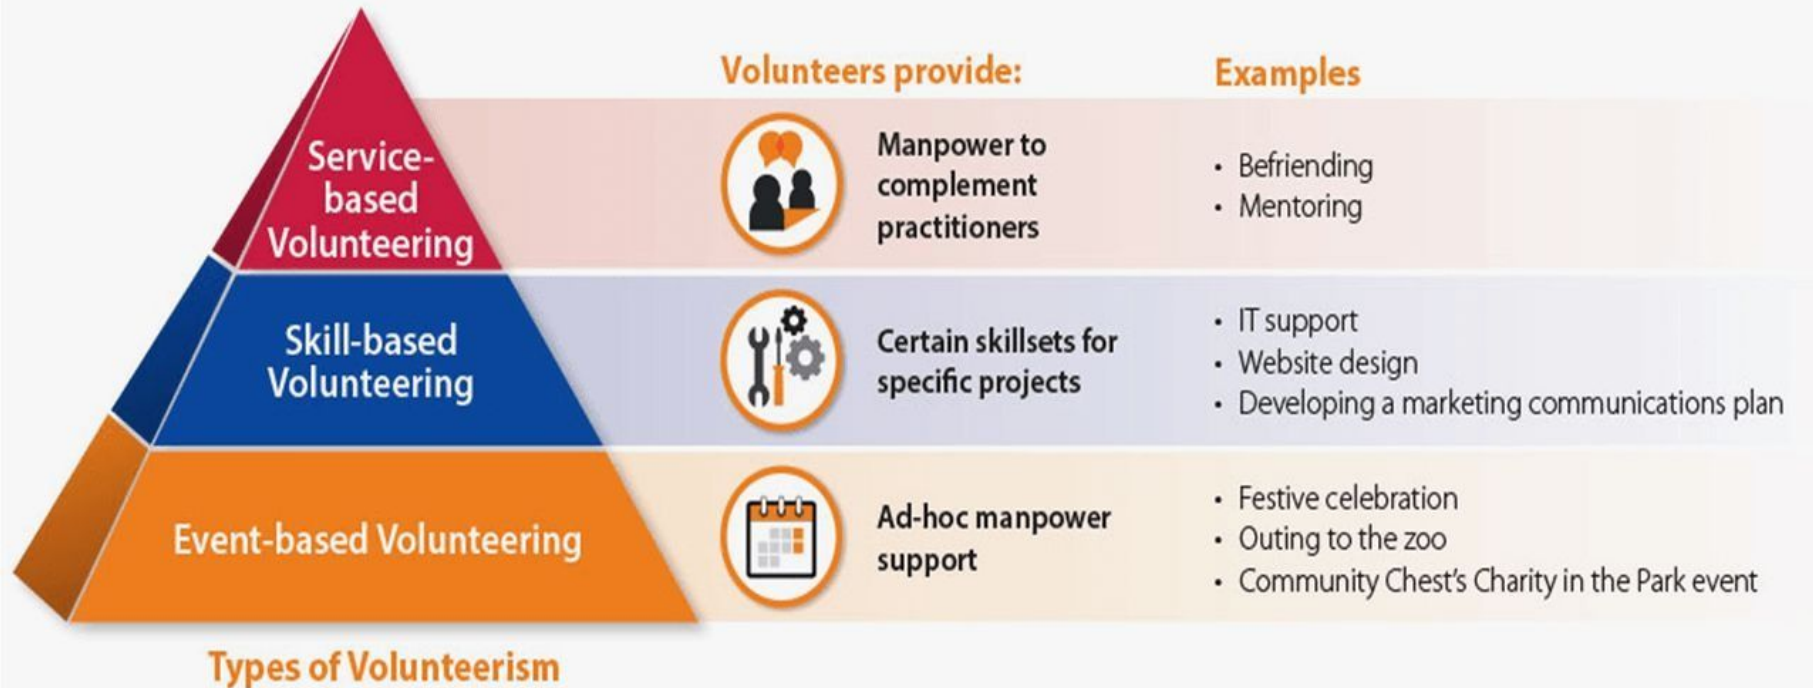 Volunteers provide:
Examples
Service-
based
Volunteering
Manpower to
complement
practitioners
• Befriending
• Mentoring
Skill-based
Volunteering
Certain skillsets for
specific projects
• IT support
• Website design
• Developing a marketing communications plan
Event-based Volunteering
Ad-hoc manpower
support
• Festive celebration
• Outing to the zoo
• Community Chest's Charity in the Park event
Types of Volunteerism